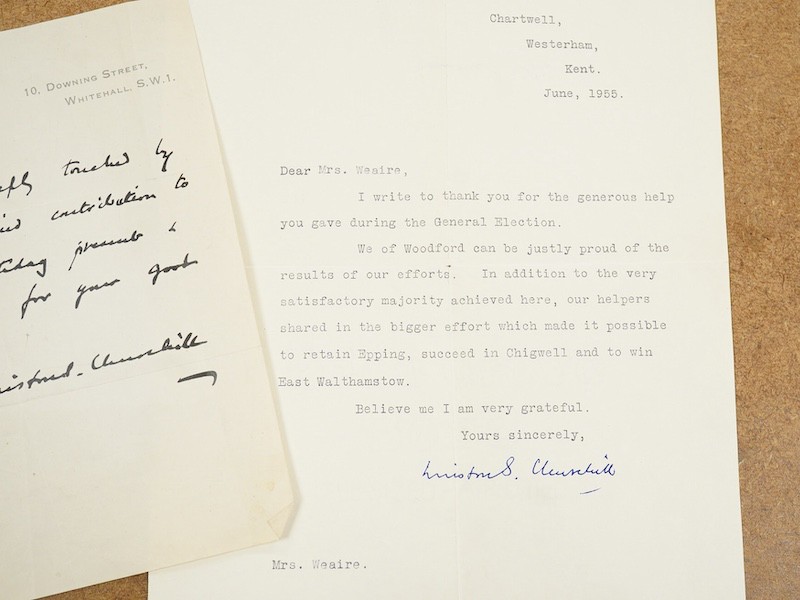 10, Downing Street,
Whitehall. S.W.1.
touched by
contribution to
present &
for your good
Winston S. Churchill
Chartwell,
Westerham,
Kent.
June, 1955.
Dear Mrs. Weaire,
I write to thank you for the generous help
you gave during the General Election.
We of Woodford can be justly proud of the
results of our efforts. In addition to the very
satisfactory majority achieved here, our helpers
shared in the bigger effort which made it possible
to retain Epping, succeed in Chigwell and to win
East Walthamstow.
Believe me I am very grateful.
Yours sincerely,
Winston S. Churchill
Mrs. Weaire.